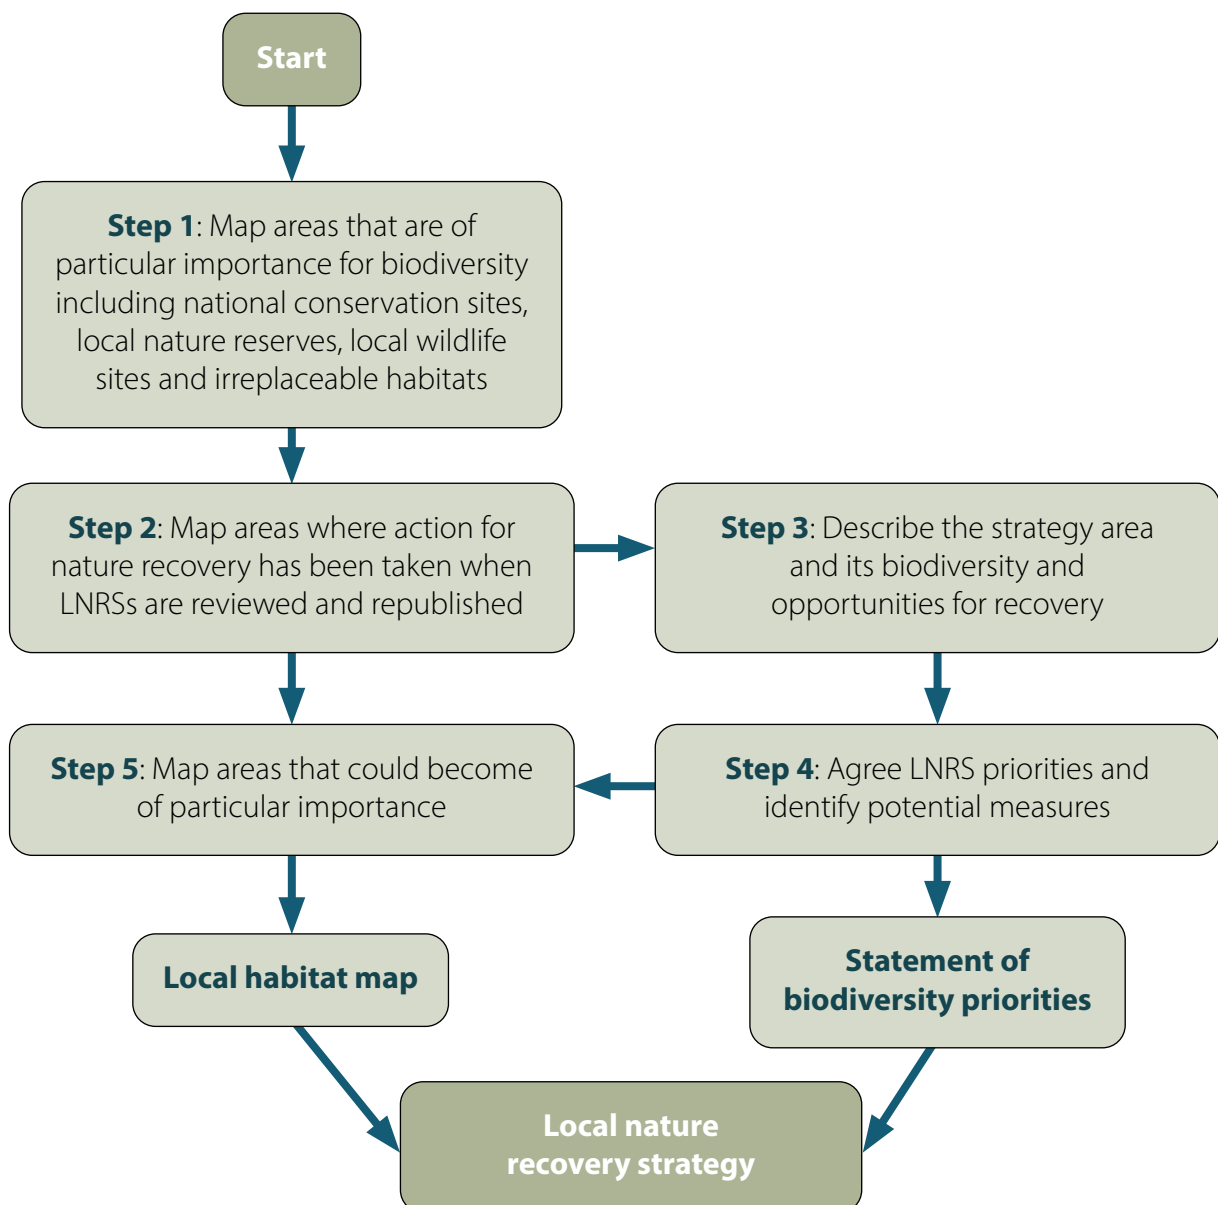 Start
Step 1: Map areas that are of
particular importance for biodiversity
including national conservation sites,
local nature reserves, local wildlife
sites and irreplaceable habitats
Step 2: Map areas where action for
nature recovery has been taken when
LNRSs are reviewed and republished
Step 3: Describe the strategy area
and its biodiversity and
opportunities for recovery
Step 4: Agree LNRS priorities and
identify potential measures
Step 5: Map areas that could become
of particular importance
Local habitat map
Statement of
biodiversity priorities
Local nature
recovery strategy